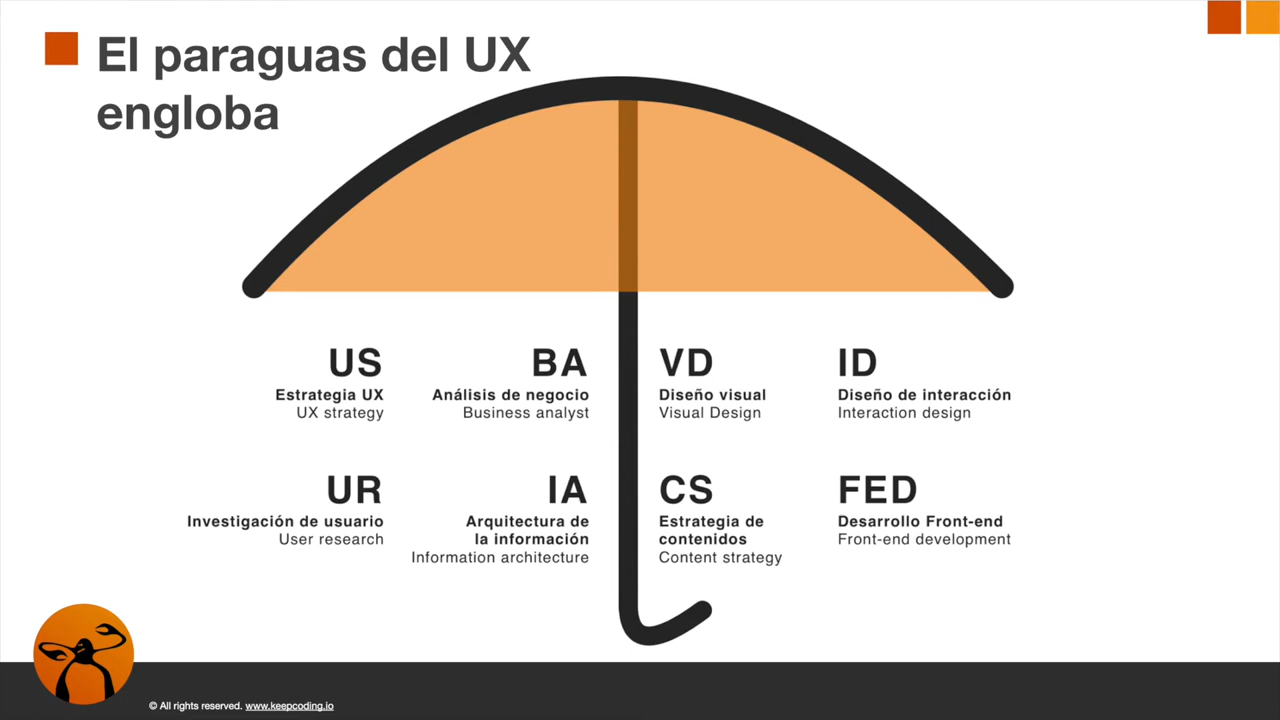 El paraguas del UX
engloba
US
Estrategia UX
UX strategy
BA
Análisis de negocio
Business analyst
VD
Diseño visual
Visual Design
ID
Diseño de interacción
Interaction design
UR
Investigación de usuario
User research
IA
Arquitectura de
la información
Information architecture
CS
Estrategia de
contenidos
Content strategy
FED
Desarrollo Front-end
Front-end development
© All rights reserved. www.keepcoding.io